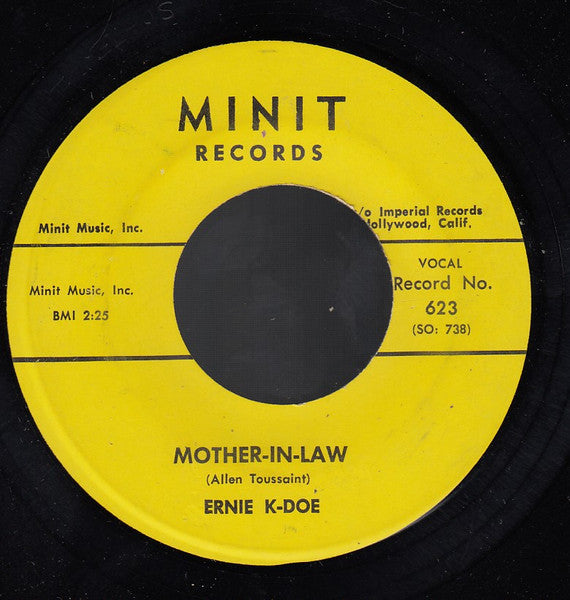 MINIT
RECORDS
Minit Music, Inc.
/o Imperial Records
Hollywood, Calif.
Minit Music, Inc.
BMI 2:25
VOCAL
Record No.
623
(SO: 738)
MOTHER-IN-LAW
(Allen Toussaint)
ERNIE K-DOE